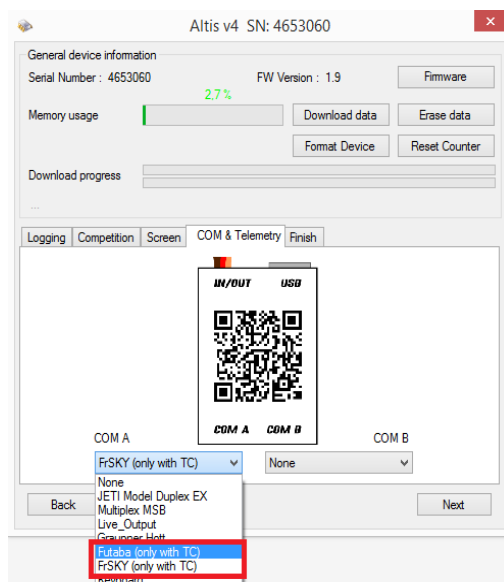 Altis v4 SN: 4653060
General device information
Serial Number : 4653060 FW Version : 1.9 Firmware
2,7 %
Memory usage Download data Erase data
Format Device Reset Counter
Download progress
...
Logging Competition Screen COM & Telemetry Finish
IN/OUT USB
COM A COM B
COM A COM B
FrSKY (only with TC) None
None
JETI Model Duplex EX
Multiplex MSB
Live_Output
Graupner Hott
Futaba (only with TC)
FrSKY (only with TC)
Keyboard
Back Next